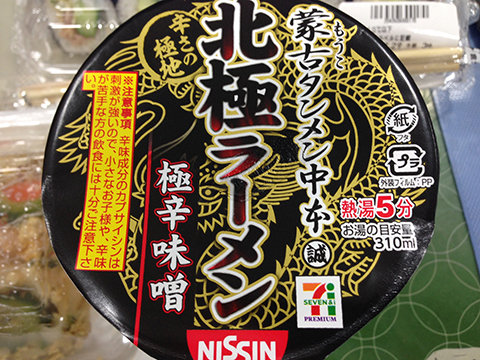 蒙古タンメン中本
もうこ
誠
辛さの
極地
北極ラーメン
極辛味噌
※注意事項 辛味成分のカプサイシンは
刺激が強いので、小さなお子様や、辛味
が苦手な方の飲食には十分ご注意下さ
い。
紙
フタ
プラ
外装フィルム：PP
熱湯5分
お湯の目安量
310ml
7i
SEVEN&i
PREMIUM
NISSIN